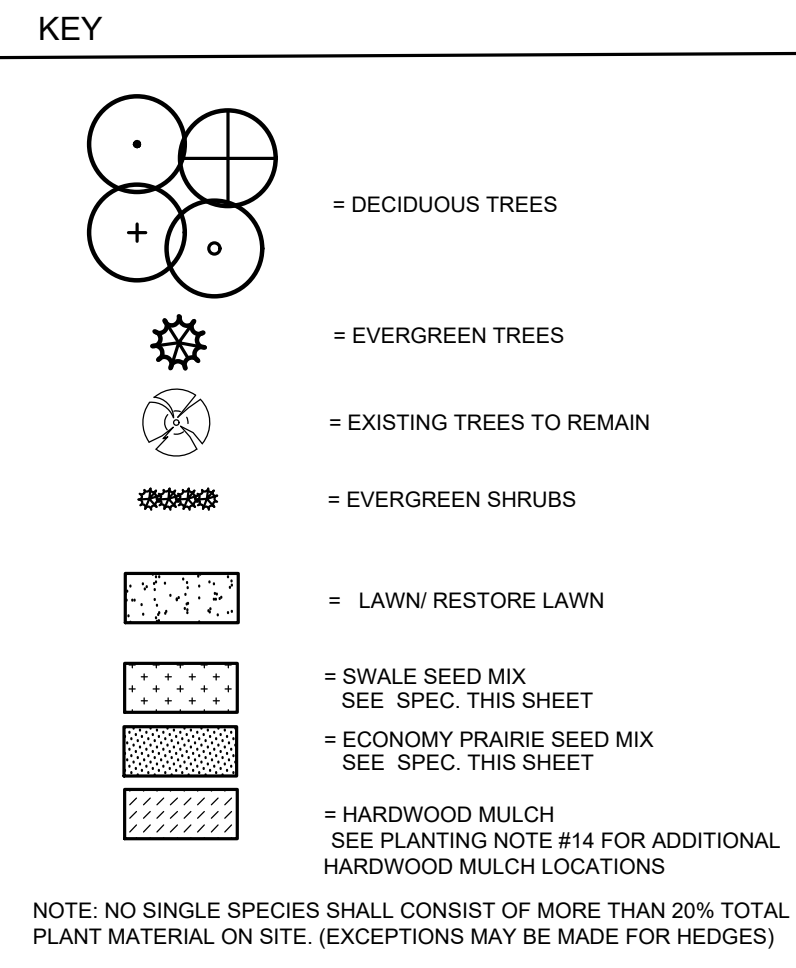 KEY
= DECIDUOUS TREES
= EVERGREEN TREES
= EXISTING TREES TO REMAIN
= EVERGREEN SHRUBS
= LAWN/ RESTORE LAWN
= SWALE SEED MIX
SEE SPEC. THIS SHEET
= ECONOMY PRAIRIE SEED MIX
SEE SPEC. THIS SHEET
= HARDWOOD MULCH
SEE PLANTING NOTE #14 FOR ADDITIONAL
HARDWOOD MULCH LOCATIONS
NOTE: NO SINGLE SPECIES SHALL CONSIST OF MORE THAN 20% TOTAL
PLANT MATERIAL ON SITE. (EXCEPTIONS MAY BE MADE FOR HEDGES)